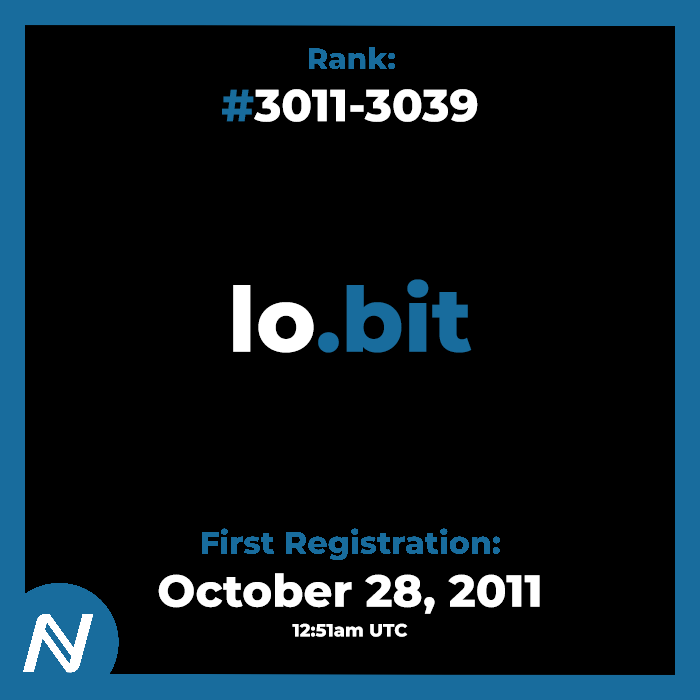 Rank:
#3011-3039
lo.bit
First Registration:
October 28, 2011
12:51am UTC
N